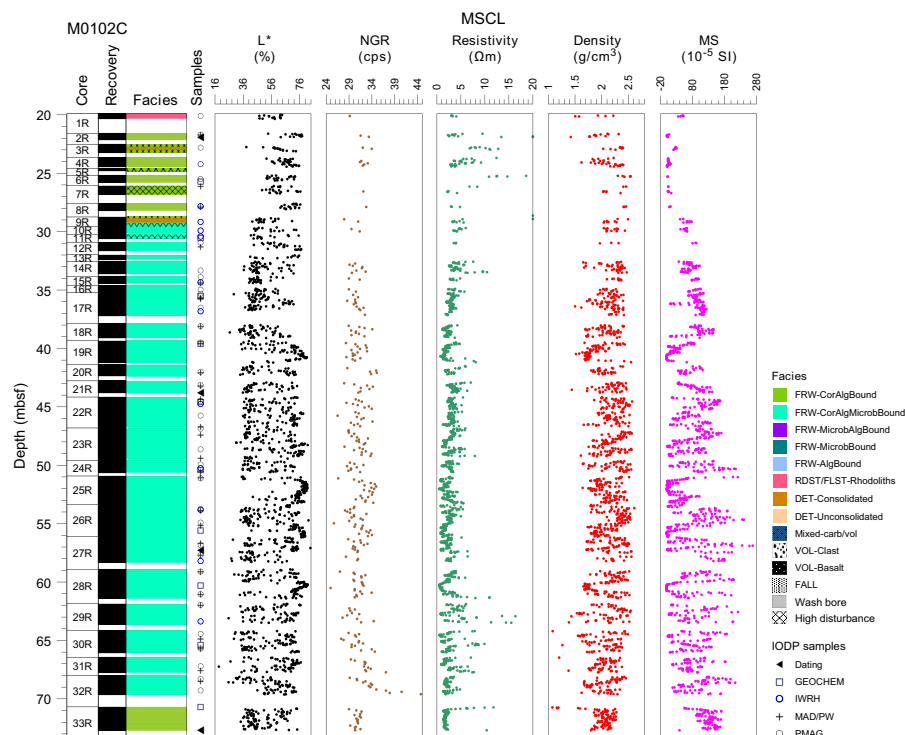 MSCL
M0102C
L*
(%)
NGR
(cps)
Resistivity
(Ωm)
Density
(g/cm³)
MS
(10⁻⁵ SI)
Core
Recovery
Facies
Samples
16 36 56 76
24 29 34 39 44
0 5 10 15 20
1 1.5 2 2.5
-20 80 180 280
Depth (mbsf)
20
25
30
35
40
45
50
55
60
65
70
1R
2R
3R
4R
5R
6R
7R
8R
9R
10R
11R
12R
13R
14R
15R
16R
17R
18R
19R
20R
21R
22R
23R
24R
25R
26R
27R
28R
29R
30R
31R
32R
33R
Facies
FRW-CorAlgBound
FRW-CorAlgMicrobBound
FRW-MicrobAlgBound
FRW-MicrobBound
FRW-AlgBound
RDST/FLST-Rhodoliths
DET-Consolidated
DET-Unconsolidated
Mixed-carb/vol
VOL-Clast
VOL-Basalt
FALL
Wash bore
High disturbance
IODP samples
Dating
GEOCHEM
IWRH
MAD/PW
PMAG